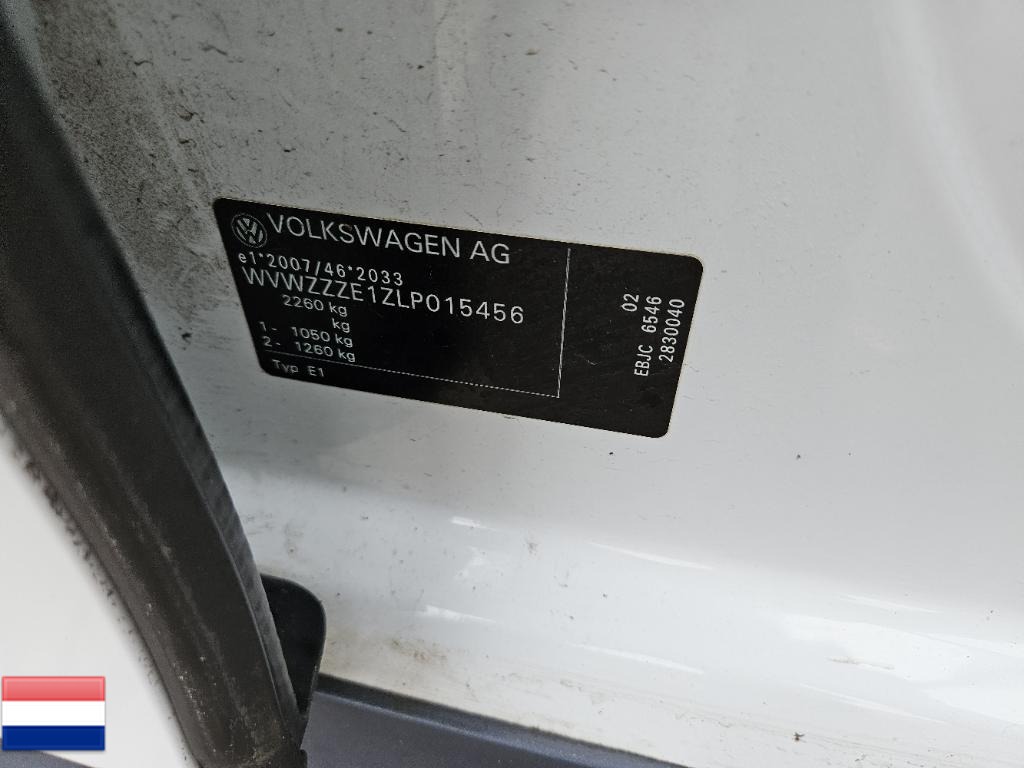 VOLKSWAGEN AG
e1*2007/46*2033
WVWZZZE1ZLP015456
2260 kg
kg
1- 1050 kg
2- 1260 kg
Typ E1
02
EBJC 6546
2830040